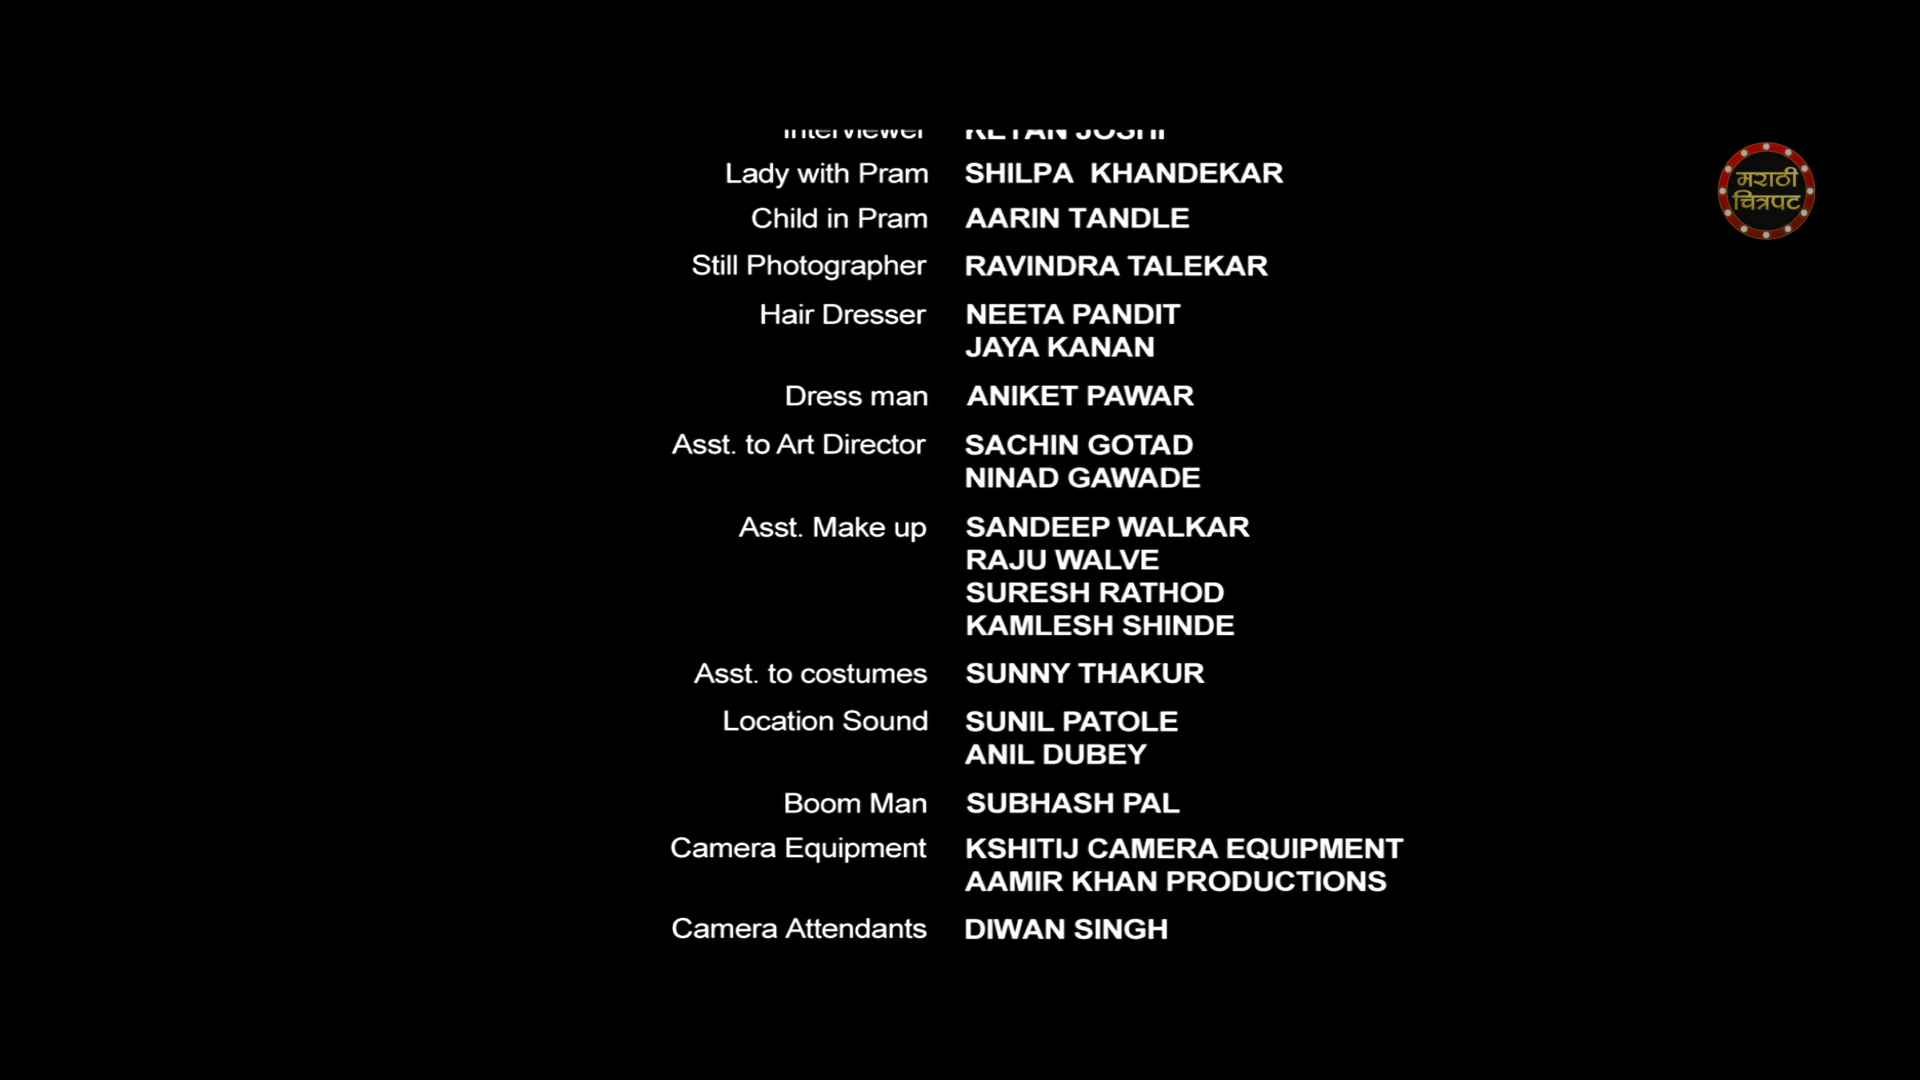 Interviewer KETAN JOSHI
Lady with Pram SHILPA KHANDEKAR
Child in Pram AARIN TANDLE
Still Photographer RAVINDRA TALEKAR
Hair Dresser NEETA PANDIT
JAYA KANAN
Dress man ANIKET PAWAR
Asst. to Art Director SACHIN GOTAD
NINAD GAWADE
Asst. Make up SANDEEP WALKAR
RAJU WALVE
SURESH RATHOD
KAMLESH SHINDE
Asst. to costumes SUNNY THAKUR
Location Sound SUNIL PATOLE
ANIL DUBEY
Boom Man SUBHASH PAL
Camera Equipment KSHITIJ CAMERA EQUIPMENT
AAMIR KHAN PRODUCTIONS
Camera Attendants DIWAN SINGH
मराठी
चित्रपट